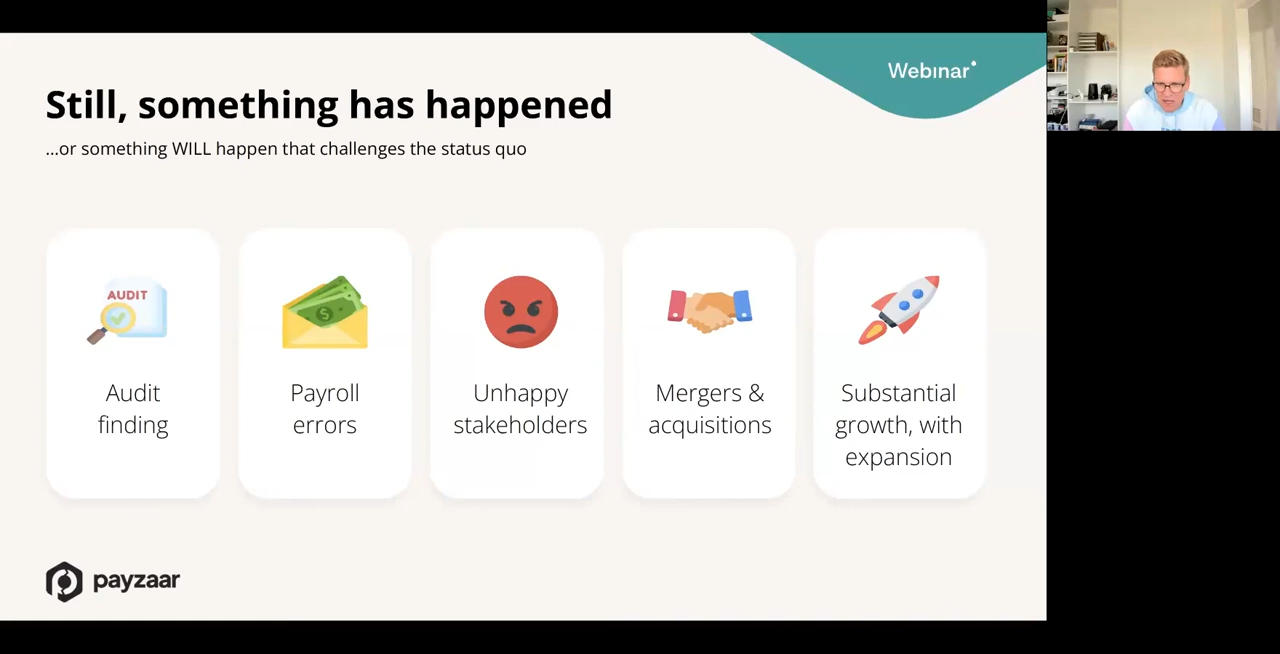 Webinar
Still, something has happened
...or something WILL happen that challenges the status quo
AUDIT
Audit
finding
Payroll
errors
Unhappy
stakeholders
Mergers &
acquisitions
Substantial
growth, with
expansion
payzaar